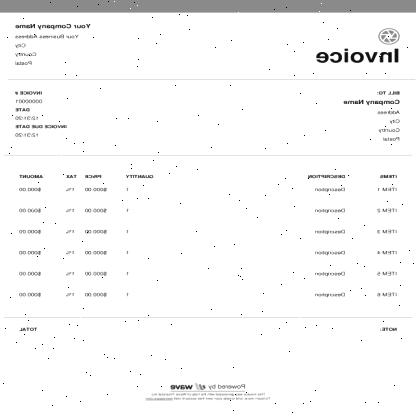 Invoice
Your Company Name
Your Business Address
City
Country
Postal
BILL TO:
Company Name
Address
City
Country
Postal
INVOICE #
00000001
DATE
12/31/20
INVOICE DUE DATE
12/31/20
ITEMS DESCRIPTION QUANTITY PRICE TAX AMOUNT
ITEM 1 Description 1 $000.00 1% $000.00
ITEM 2 Description 1 $000.00 1% $000.00
ITEM 3 Description 1 $000.00 1% $000.00
ITEM 4 Description 1 $000.00 1% $000.00
ITEM 5 Description 1 $000.00 1% $000.00
ITEM 6 Description 1 $000.00 1% $000.00
NOTE: TOTAL
Powered by wave